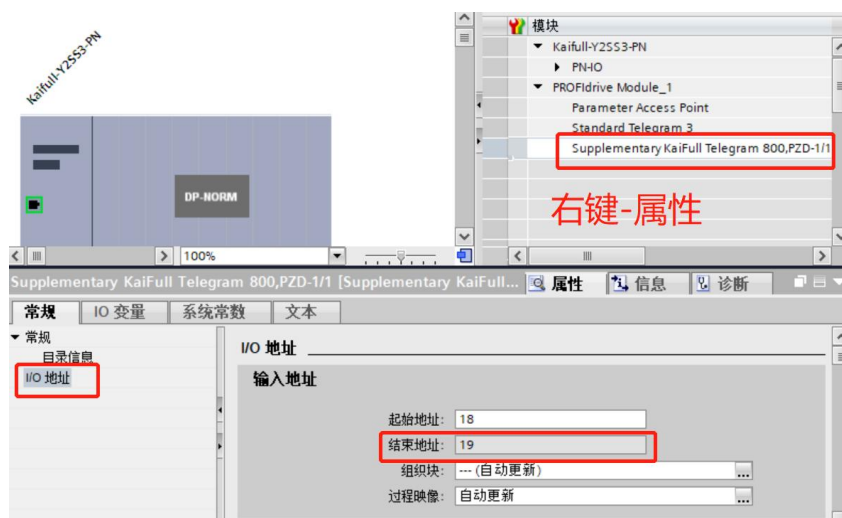 Kaifull-Y2SS3-PN
DP-NORM
100%
模块
Kaifull-Y2SS3-PN
PN-IO
PROFIdrive Module_1
Parameter Access Point
Standard Telegram 3
Supplementary KaiFull Telegram 800,PZD-1/1
右键-属性
Supplementary KaiFull Telegram 800,PZD-1/1 [Supplementary KaiFull...
属性
信息
诊断
常规
IO 变量
系统常数
文本
常规
目录信息
I/O 地址
I/O 地址
输入地址
起始地址: 18
结束地址: 19
组织块: --- (自动更新) ...
过程映像: 自动更新 ...